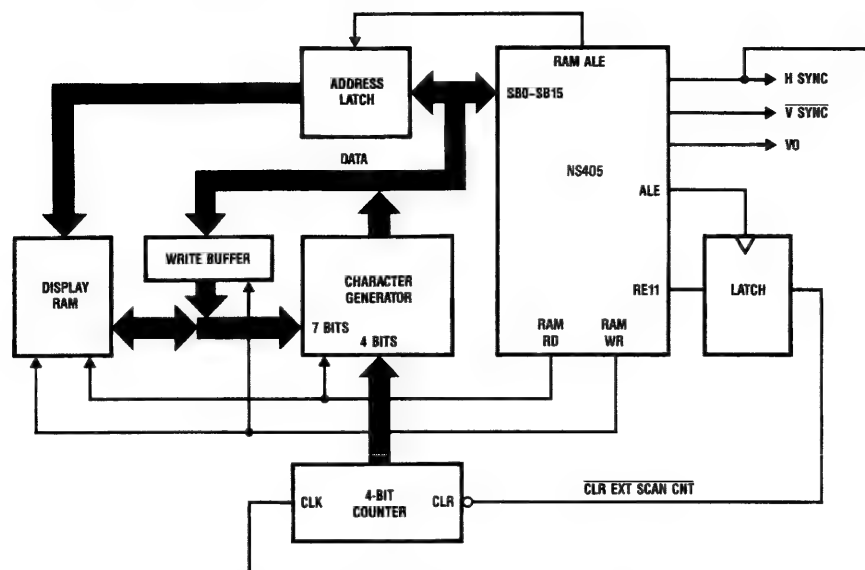 RAM ALE
ADDRESS
LATCH
SB0-SB15
H SYNC
V SYNC
VO
DATA
NS405
ALE
WRITE BUFFER
DISPLAY
RAM
CHARACTER
GENERATOR
7 BITS
4 BITS
RE11
LATCH
RAM
RD
RAM
WR
CLK
4-BIT
COUNTER
CLR
CLR EXT SCAN CNT